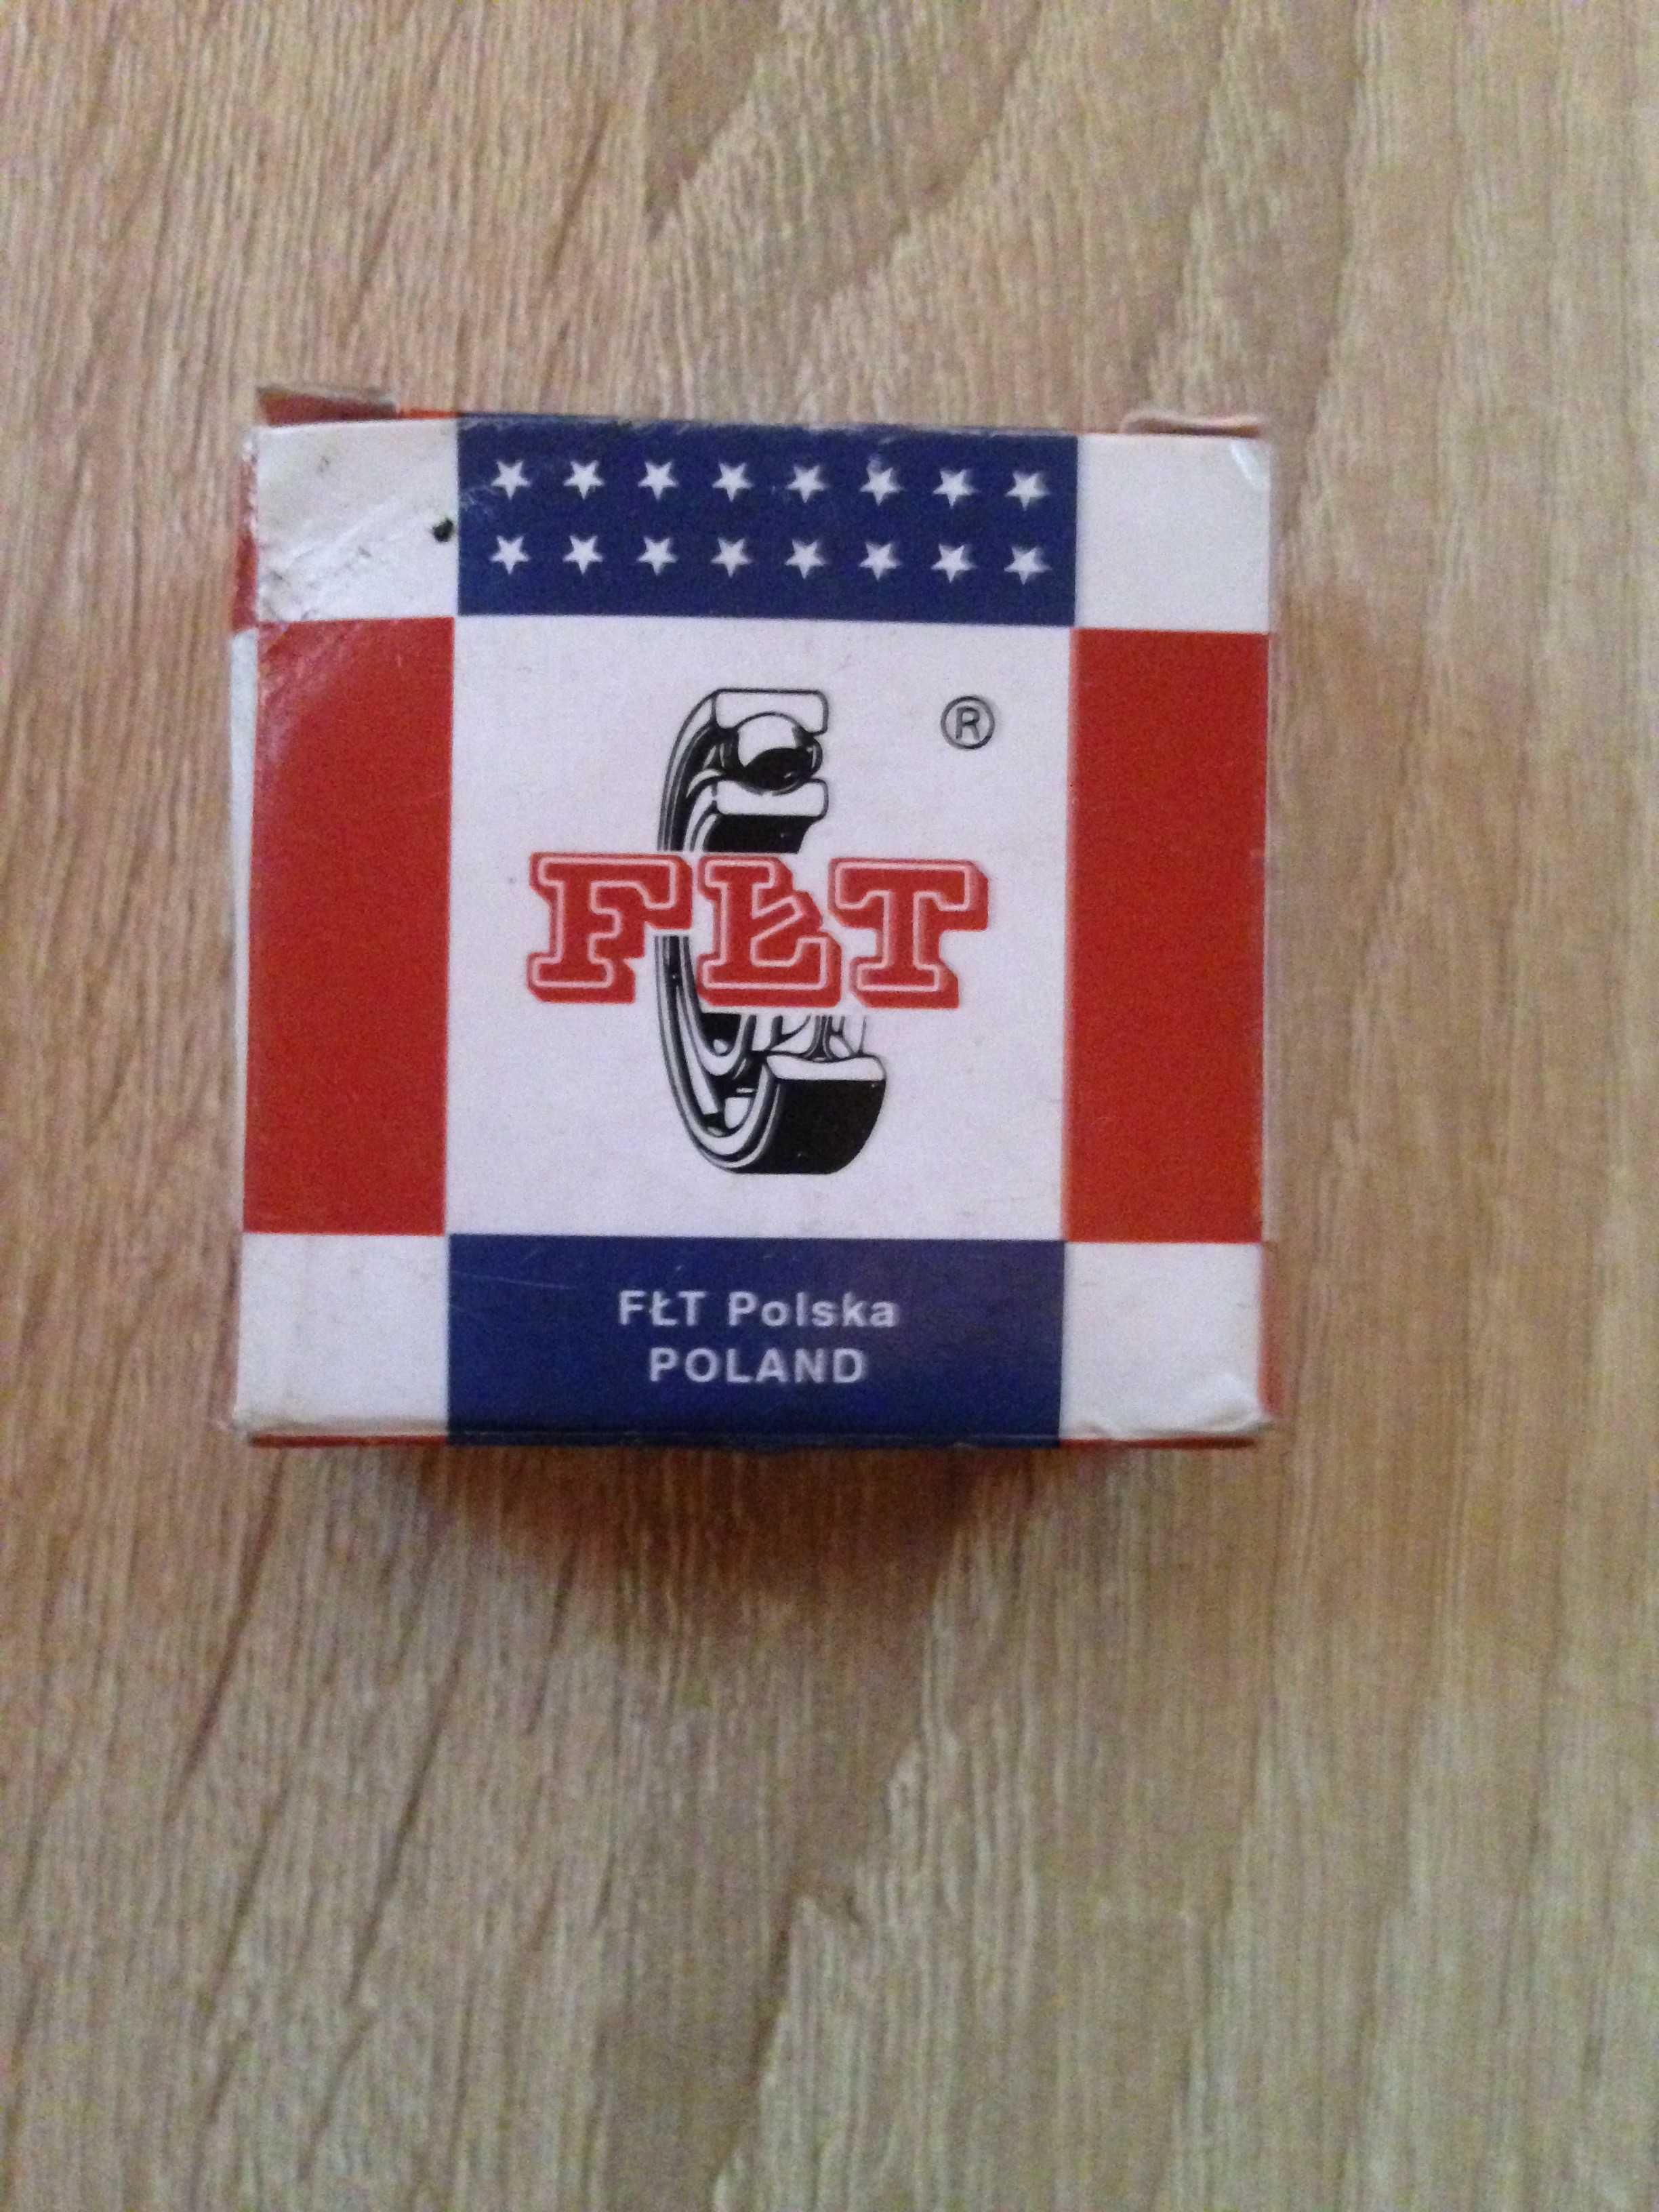 ®
FŁT
FŁT Polska
POLAND